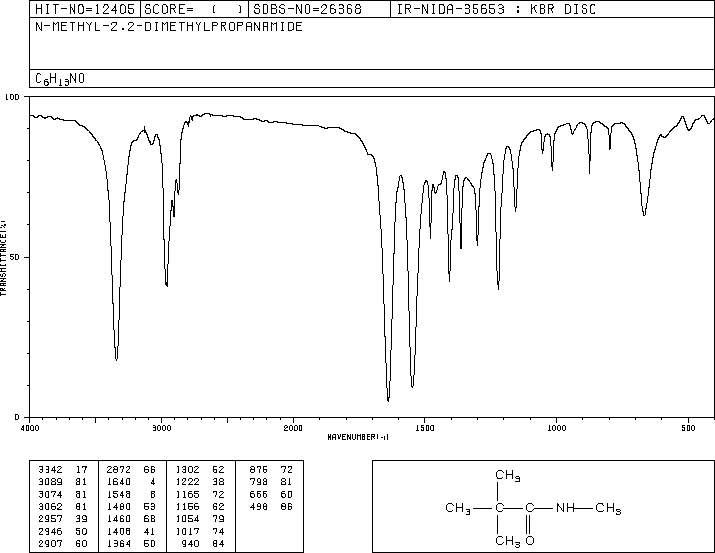 HIT-NO=12405 SCORE= ( ) SDBS-NO=26368 IR-NIDA-35653 : KBR DISC
N-METHYL-2.2-DIMETHYLPROPANAMIDE
C6H13NO
100
50
0
TRANSMITTANCE(%)
4000 3000 2000 1500 1000 500
WAVENUMBER(-1)
3342 17 2872 66 1302 52 876 72
3089 81 1640 4 1222 38 798 81
3074 81 1548 8 1165 72 666 60
3062 81 1480 53 1156 62 498 86
2957 39 1460 66 1054 79
2946 50 1408 41 1017 74
2907 60 1364 50 940 84
CH3
CH3 C C NH CH3
CH3 O